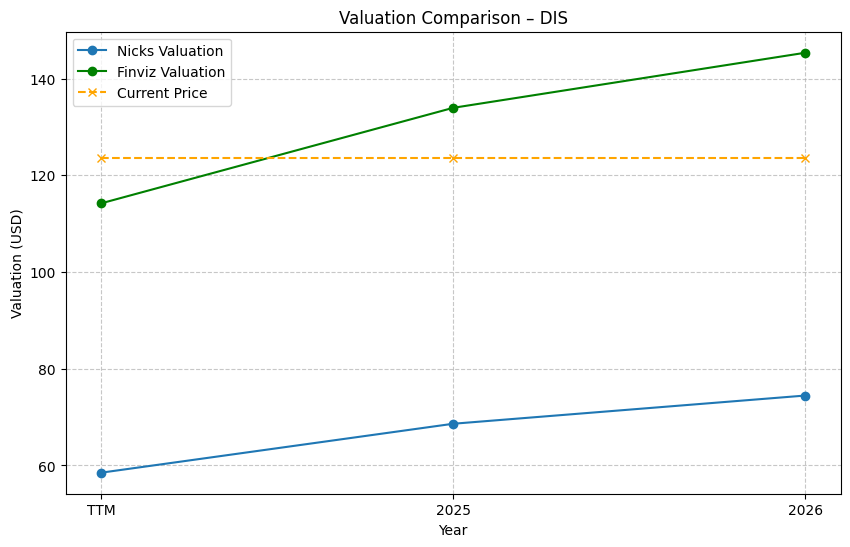 Valuation Comparison – DIS
Nicks Valuation
Finviz Valuation
Current Price
Valuation (USD)
140
120
100
80
60
TTM
2025
2026
Year